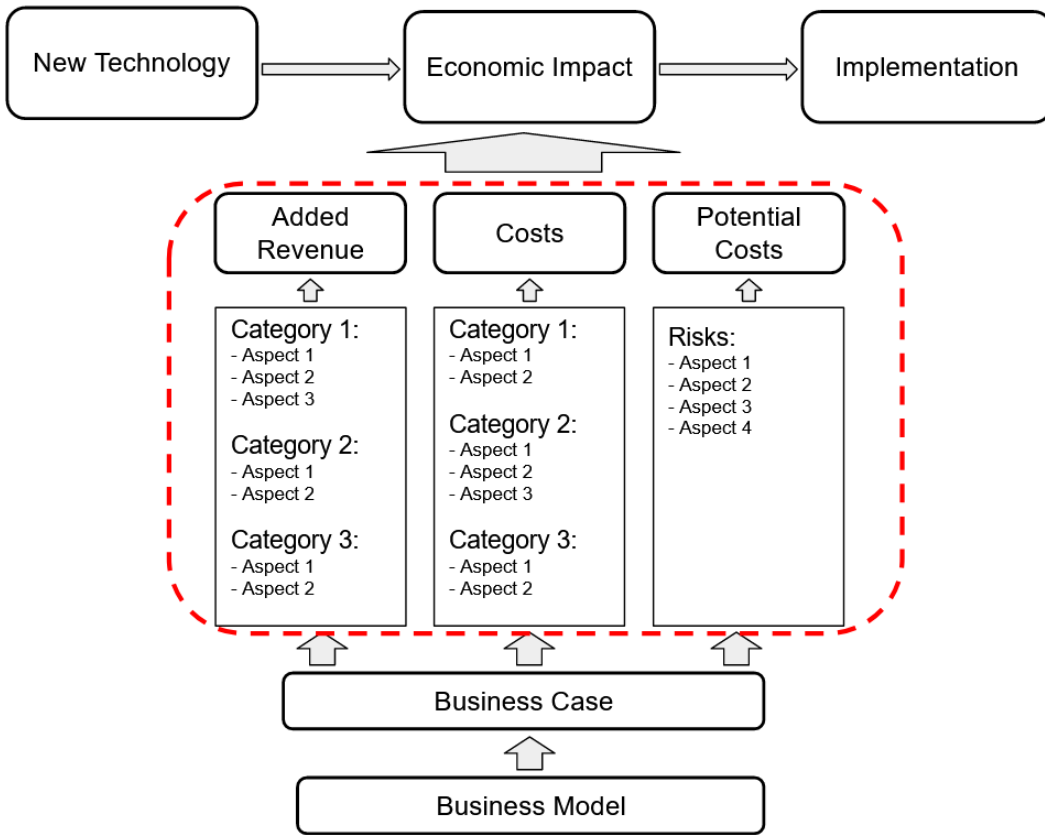 New Technology
Economic Impact
Implementation
Added
Revenue
Costs
Potential
Costs
Category 1:
- Aspect 1
- Aspect 2
- Aspect 3
Category 2:
- Aspect 1
- Aspect 2
Category 3:
- Aspect 1
- Aspect 2
Category 1:
- Aspect 1
- Aspect 2
Category 2:
- Aspect 1
- Aspect 2
- Aspect 3
Category 3:
- Aspect 1
- Aspect 2
Risks:
- Aspect 1
- Aspect 2
- Aspect 3
- Aspect 4
Business Case
Business Model